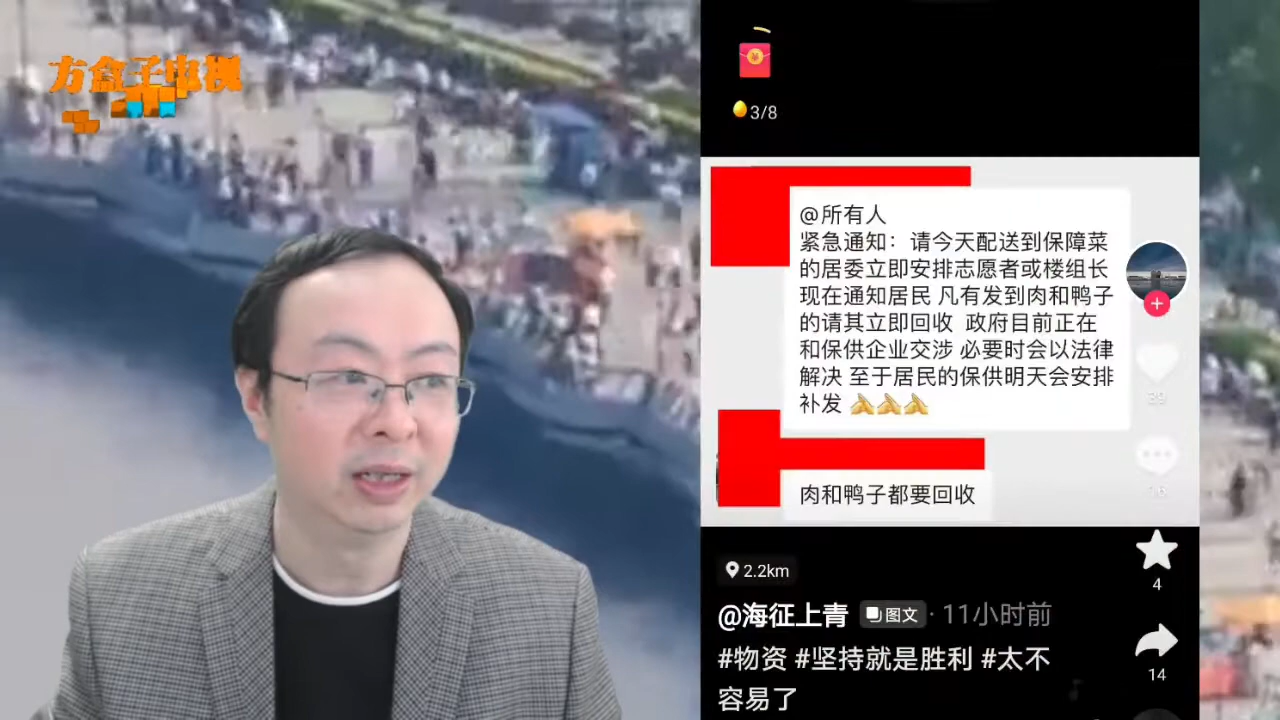 方盒子电视
3/8
@所有人
紧急通知：请今天配送到保障菜
的居委立即安排志愿者或楼组长
现在通知居民 凡有发到肉和鸭子
的请其立即回收 政府目前正在
和保供企业交涉 必要时会以法律
解决 至于居民的保供明天会安排
补发
39
16
肉和鸭子都要回收
2.2km
4
@海征上青 图文 · 11小时前
#物资 #坚持就是胜利 #太不
容易了
14